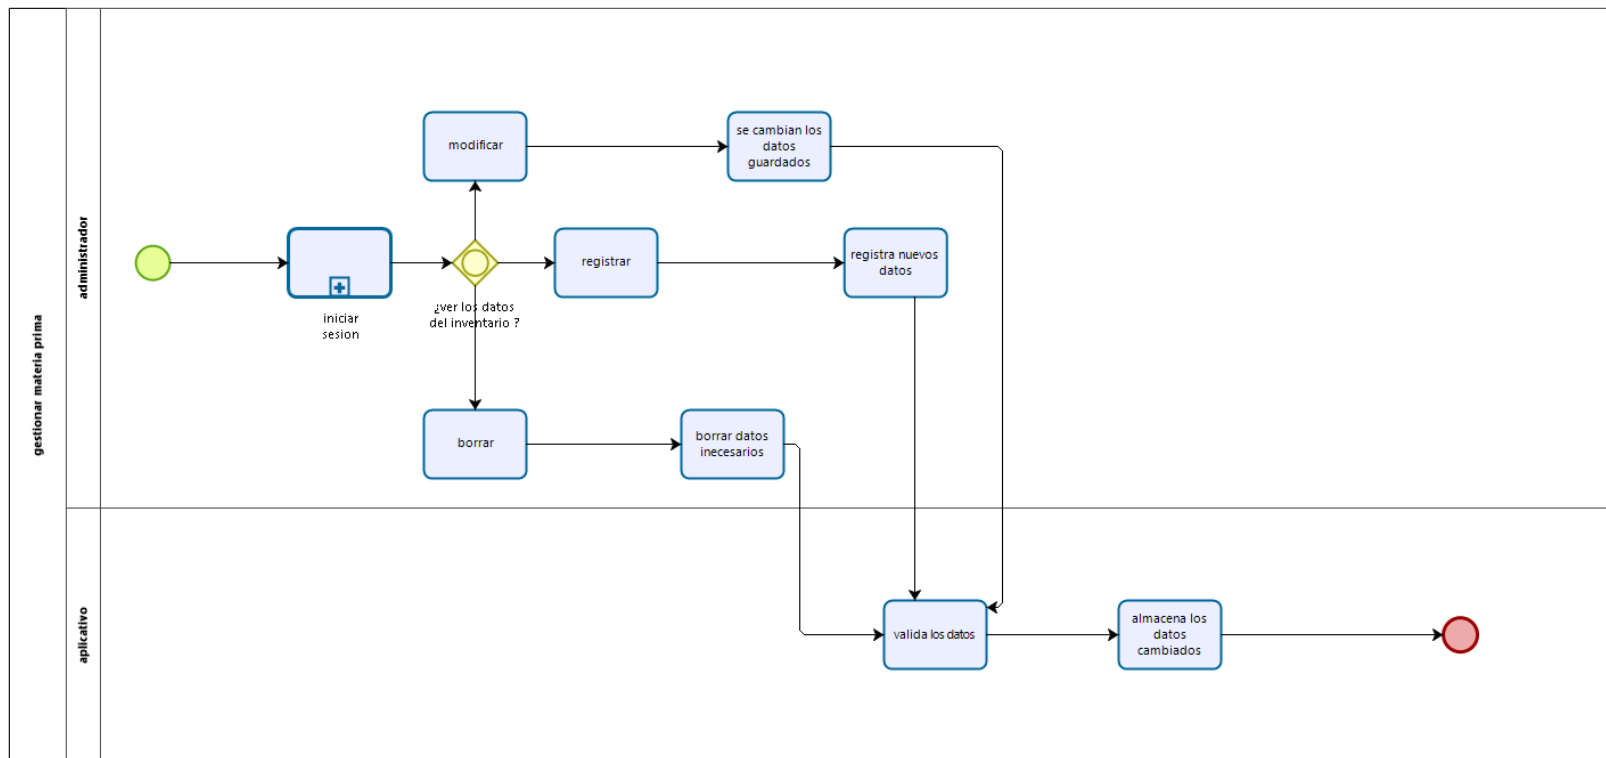 gestionar materia prima
administrador
modificar
se cambian los
datos
guardados
iniciar
sesion
¿ver los datos
del inventario ?
registrar
registra nuevos
datos
borrar
borrar datos
inecesarios
aplicativo
valida los datos
almacena los
datos
cambiados